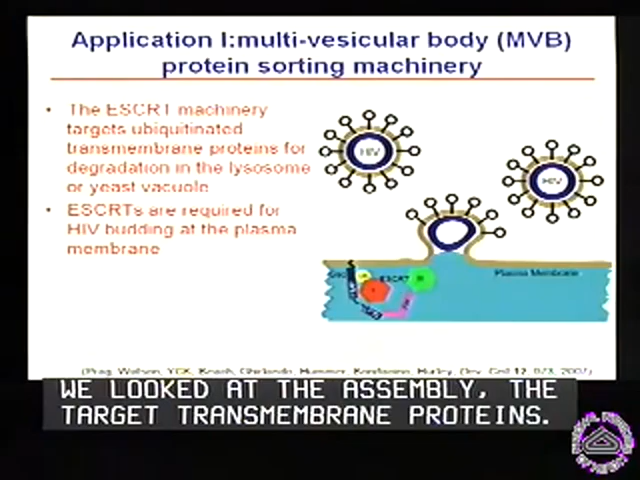 Application I:multi-vesicular body (MVB)
protein sorting machinery
• The ESCRT machinery
targets ubiquitinated
transmembrane proteins for
degradation in the lysosome
or yeast vacuole
• ESCRTs are required for
HIV budding at the plasma
membrane
HIV
HIV
ESCRT
Plasma Membrane
2007)
WE LOOKED AT THE ASSEMBLY, THE
TARGET TRANSMEMBRANE PROTEINS.